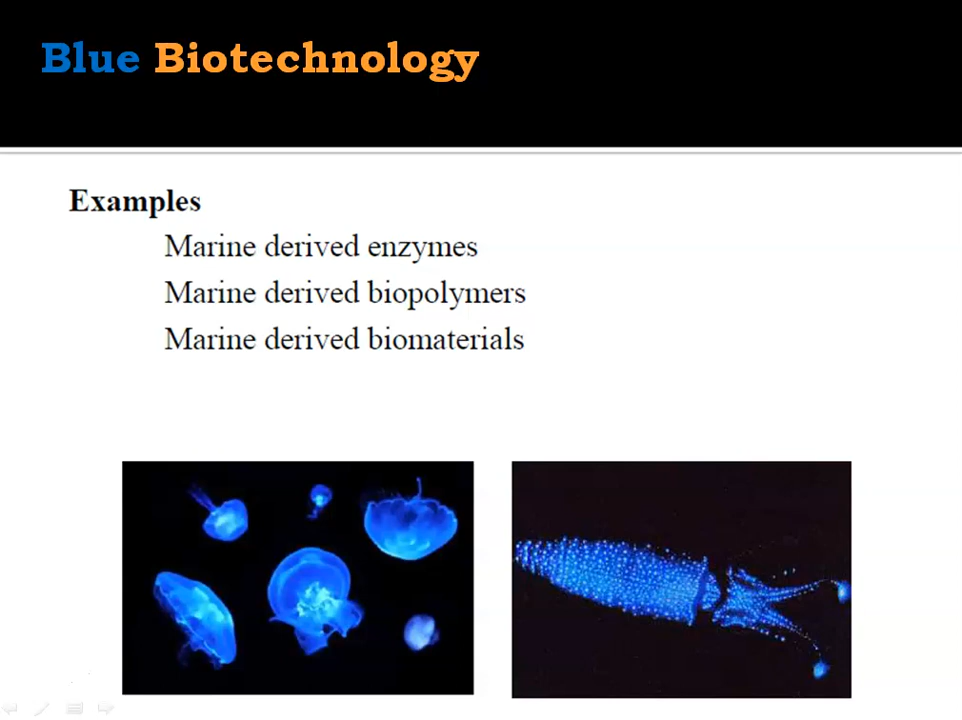 Blue Biotechnology
Examples
Marine derived enzymes
Marine derived biopolymers
Marine derived biomaterials